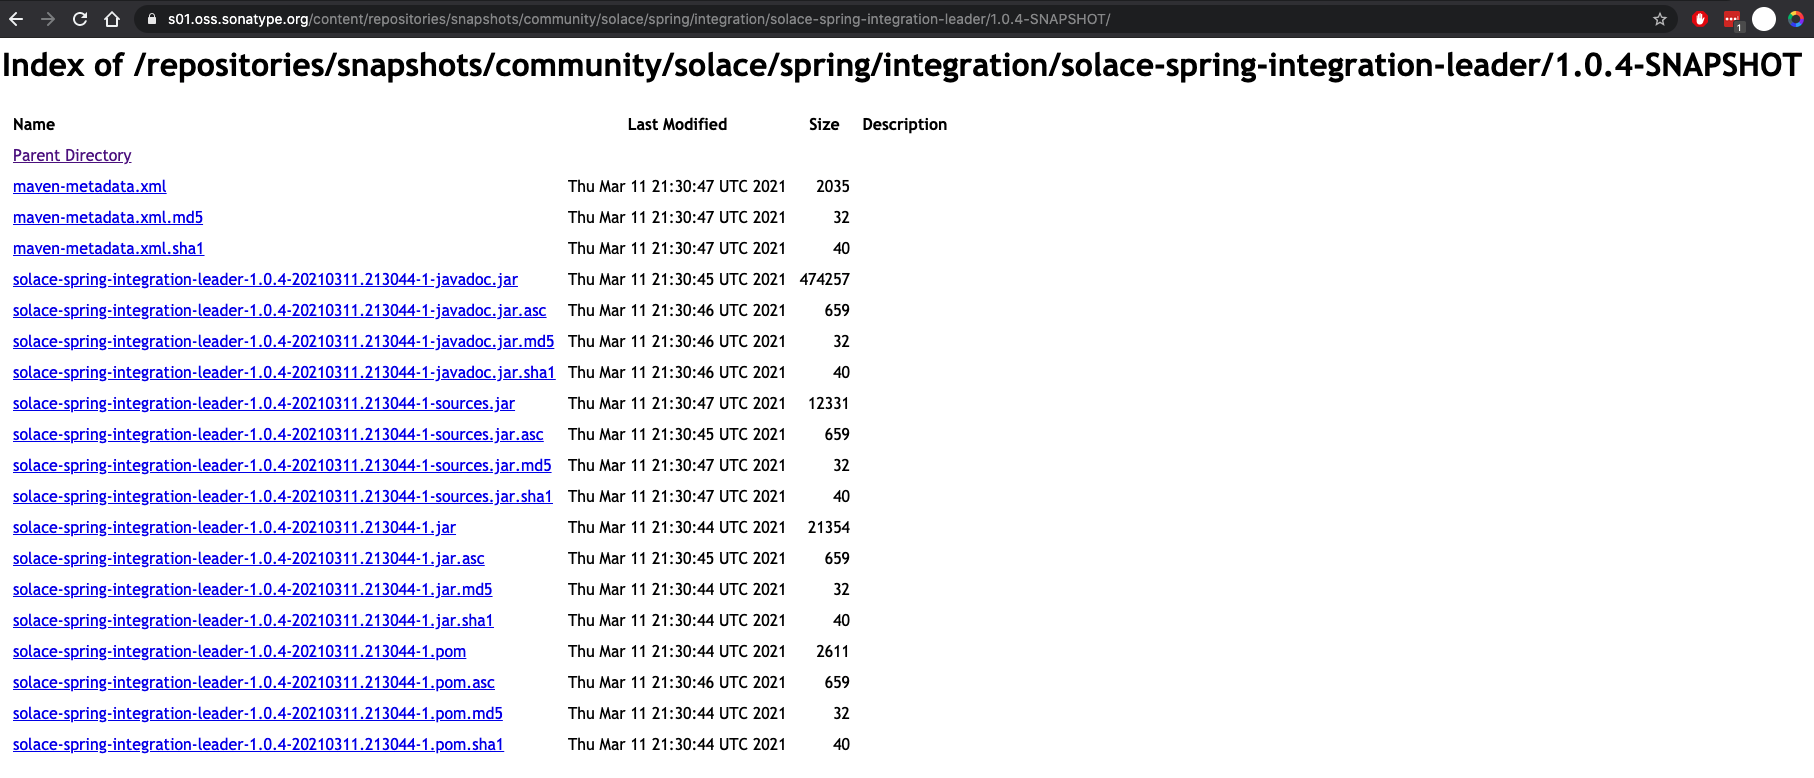 s01.oss.sonatype.org/content/repositories/snapshots/community/solace/spring/integration/solace-spring-integration-leader/1.0.4-SNAPSHOT/
1
Index of /repositories/snapshots/community/solace/spring/integration/solace-spring-integration-leader/1.0.4-SNAPSHOT
Name Last Modified Size Description
Parent Directory
maven-metadata.xml Thu Mar 11 21:30:47 UTC 2021 2035
maven-metadata.xml.md5 Thu Mar 11 21:30:47 UTC 2021 32
maven-metadata.xml.sha1 Thu Mar 11 21:30:47 UTC 2021 40
solace-spring-integration-leader-1.0.4-20210311.213044-1-javadoc.jar Thu Mar 11 21:30:45 UTC 2021 474257
solace-spring-integration-leader-1.0.4-20210311.213044-1-javadoc.jar.asc Thu Mar 11 21:30:46 UTC 2021 659
solace-spring-integration-leader-1.0.4-20210311.213044-1-javadoc.jar.md5 Thu Mar 11 21:30:46 UTC 2021 32
solace-spring-integration-leader-1.0.4-20210311.213044-1-javadoc.jar.sha1 Thu Mar 11 21:30:46 UTC 2021 40
solace-spring-integration-leader-1.0.4-20210311.213044-1-sources.jar Thu Mar 11 21:30:47 UTC 2021 12331
solace-spring-integration-leader-1.0.4-20210311.213044-1-sources.jar.asc Thu Mar 11 21:30:45 UTC 2021 659
solace-spring-integration-leader-1.0.4-20210311.213044-1-sources.jar.md5 Thu Mar 11 21:30:47 UTC 2021 32
solace-spring-integration-leader-1.0.4-20210311.213044-1-sources.jar.sha1 Thu Mar 11 21:30:47 UTC 2021 40
solace-spring-integration-leader-1.0.4-20210311.213044-1.jar Thu Mar 11 21:30:44 UTC 2021 21354
solace-spring-integration-leader-1.0.4-20210311.213044-1.jar.asc Thu Mar 11 21:30:45 UTC 2021 659
solace-spring-integration-leader-1.0.4-20210311.213044-1.jar.md5 Thu Mar 11 21:30:44 UTC 2021 32
solace-spring-integration-leader-1.0.4-20210311.213044-1.jar.sha1 Thu Mar 11 21:30:44 UTC 2021 40
solace-spring-integration-leader-1.0.4-20210311.213044-1.pom Thu Mar 11 21:30:44 UTC 2021 2611
solace-spring-integration-leader-1.0.4-20210311.213044-1.pom.asc Thu Mar 11 21:30:46 UTC 2021 659
solace-spring-integration-leader-1.0.4-20210311.213044-1.pom.md5 Thu Mar 11 21:30:44 UTC 2021 32
solace-spring-integration-leader-1.0.4-20210311.213044-1.pom.sha1 Thu Mar 11 21:30:44 UTC 2021 40